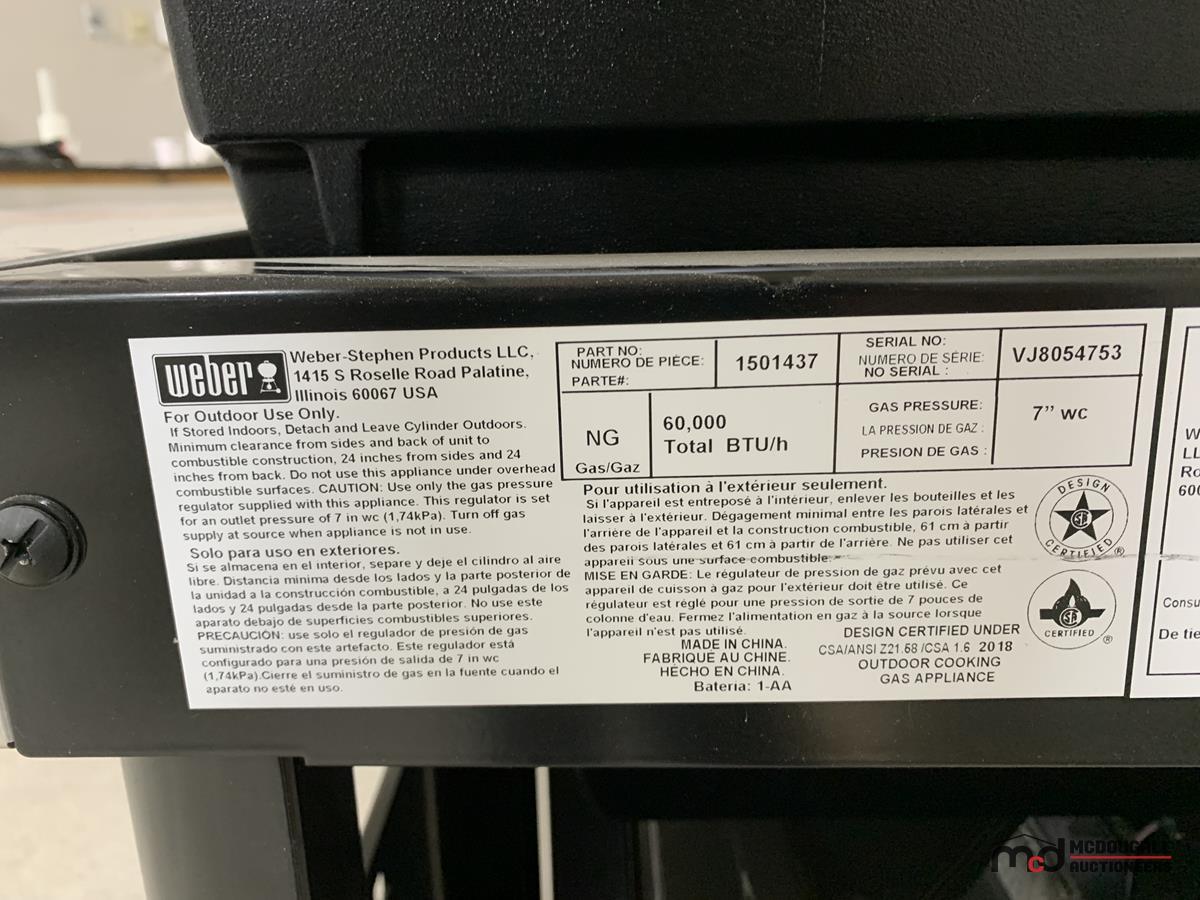 weber
Weber-Stephen Products LLC,
1415 S Roselle Road Palatine,
Illinois 60067 USA
For Outdoor Use Only.
If Stored Indoors, Detach and Leave Cylinder Outdoors.
Minimum clearance from sides and back of unit to
combustible construction, 24 inches from sides and 24
inches from back. Do not use this appliance under overhead
combustible surfaces. CAUTION: Use only the gas pressure
regulator supplied with this appliance. This regulator is set
for an outlet pressure of 7 in wc (1,74kPa). Turn off gas
supply at source when appliance is not in use.
Solo para uso en exteriores.
Si se almacena en el interior, separe y deje el cilindro al aire
libre. Distancia minima desde los lados y la parte posterior de
la unidad a la construcción combustible, a 24 pulgadas de los
lados y 24 pulgadas desde la parte posterior. No use este
aparato debajo de superficies combustibles superiores.
PRECAUCIÓN: use solo el regulador de presión de gas
suministrado con este artefacto. Este regulador está
configurado para una presión de salida de 7 in wc
(1,74kPa).Cierre el suministro de gas en la fuente cuando el
aparato no esté en uso.
PART NO:
NUMERO DE PIÈCE:
PARTE#:
1501437
SERIAL NO:
NUMERO DE SÉRIE:
NO SERIAL :
VJ8054753
NG
Gas/Gaz
60,000
Total BTU/h
GAS PRESSURE:
LA PRESSION DE GAZ :
PRESION DE GAS :
7” wc
Pour utilisation à l'extérieur seulement.
Si l'appareil est entreposé à l'intérieur, enlever les bouteilles et les
laisser à l'extérieur. Dégagement minimal entre les parois latérales et
l'arrière de l'appareil et la construction combustible, 61 cm à partir
des parois latérales et 61 cm à partir de l'arrière. Ne pas utiliser cet
appareil sous une surface combustible.
MISE EN GARDE: Le régulateur de pression de gaz prévu avec cet
appareil de cuisson à gaz pour l'extérieur doit être utilisé. Ce
régulateur est réglé pour une pression de sortie de 7 pouces de
colonne d'eau. Fermez l'alimentation en gaz à la source lorsque
l'appareil n'est pas utilisé.
MADE IN CHINA.
FABRIQUE AU CHINE.
HECHO EN CHINA.
Bateria: 1-AA
DESIGN
CERTIFIED
®
CERTIFIED
®
DESIGN CERTIFIED UNDER
CSA/ANSI Z21.58 /CSA 1.6 2018
OUTDOOR COOKING
GAS APPLIANCE
W
LL
Ro
600
Consu
De tie
mcd
MCDOUGALL
AUCTIONEERS